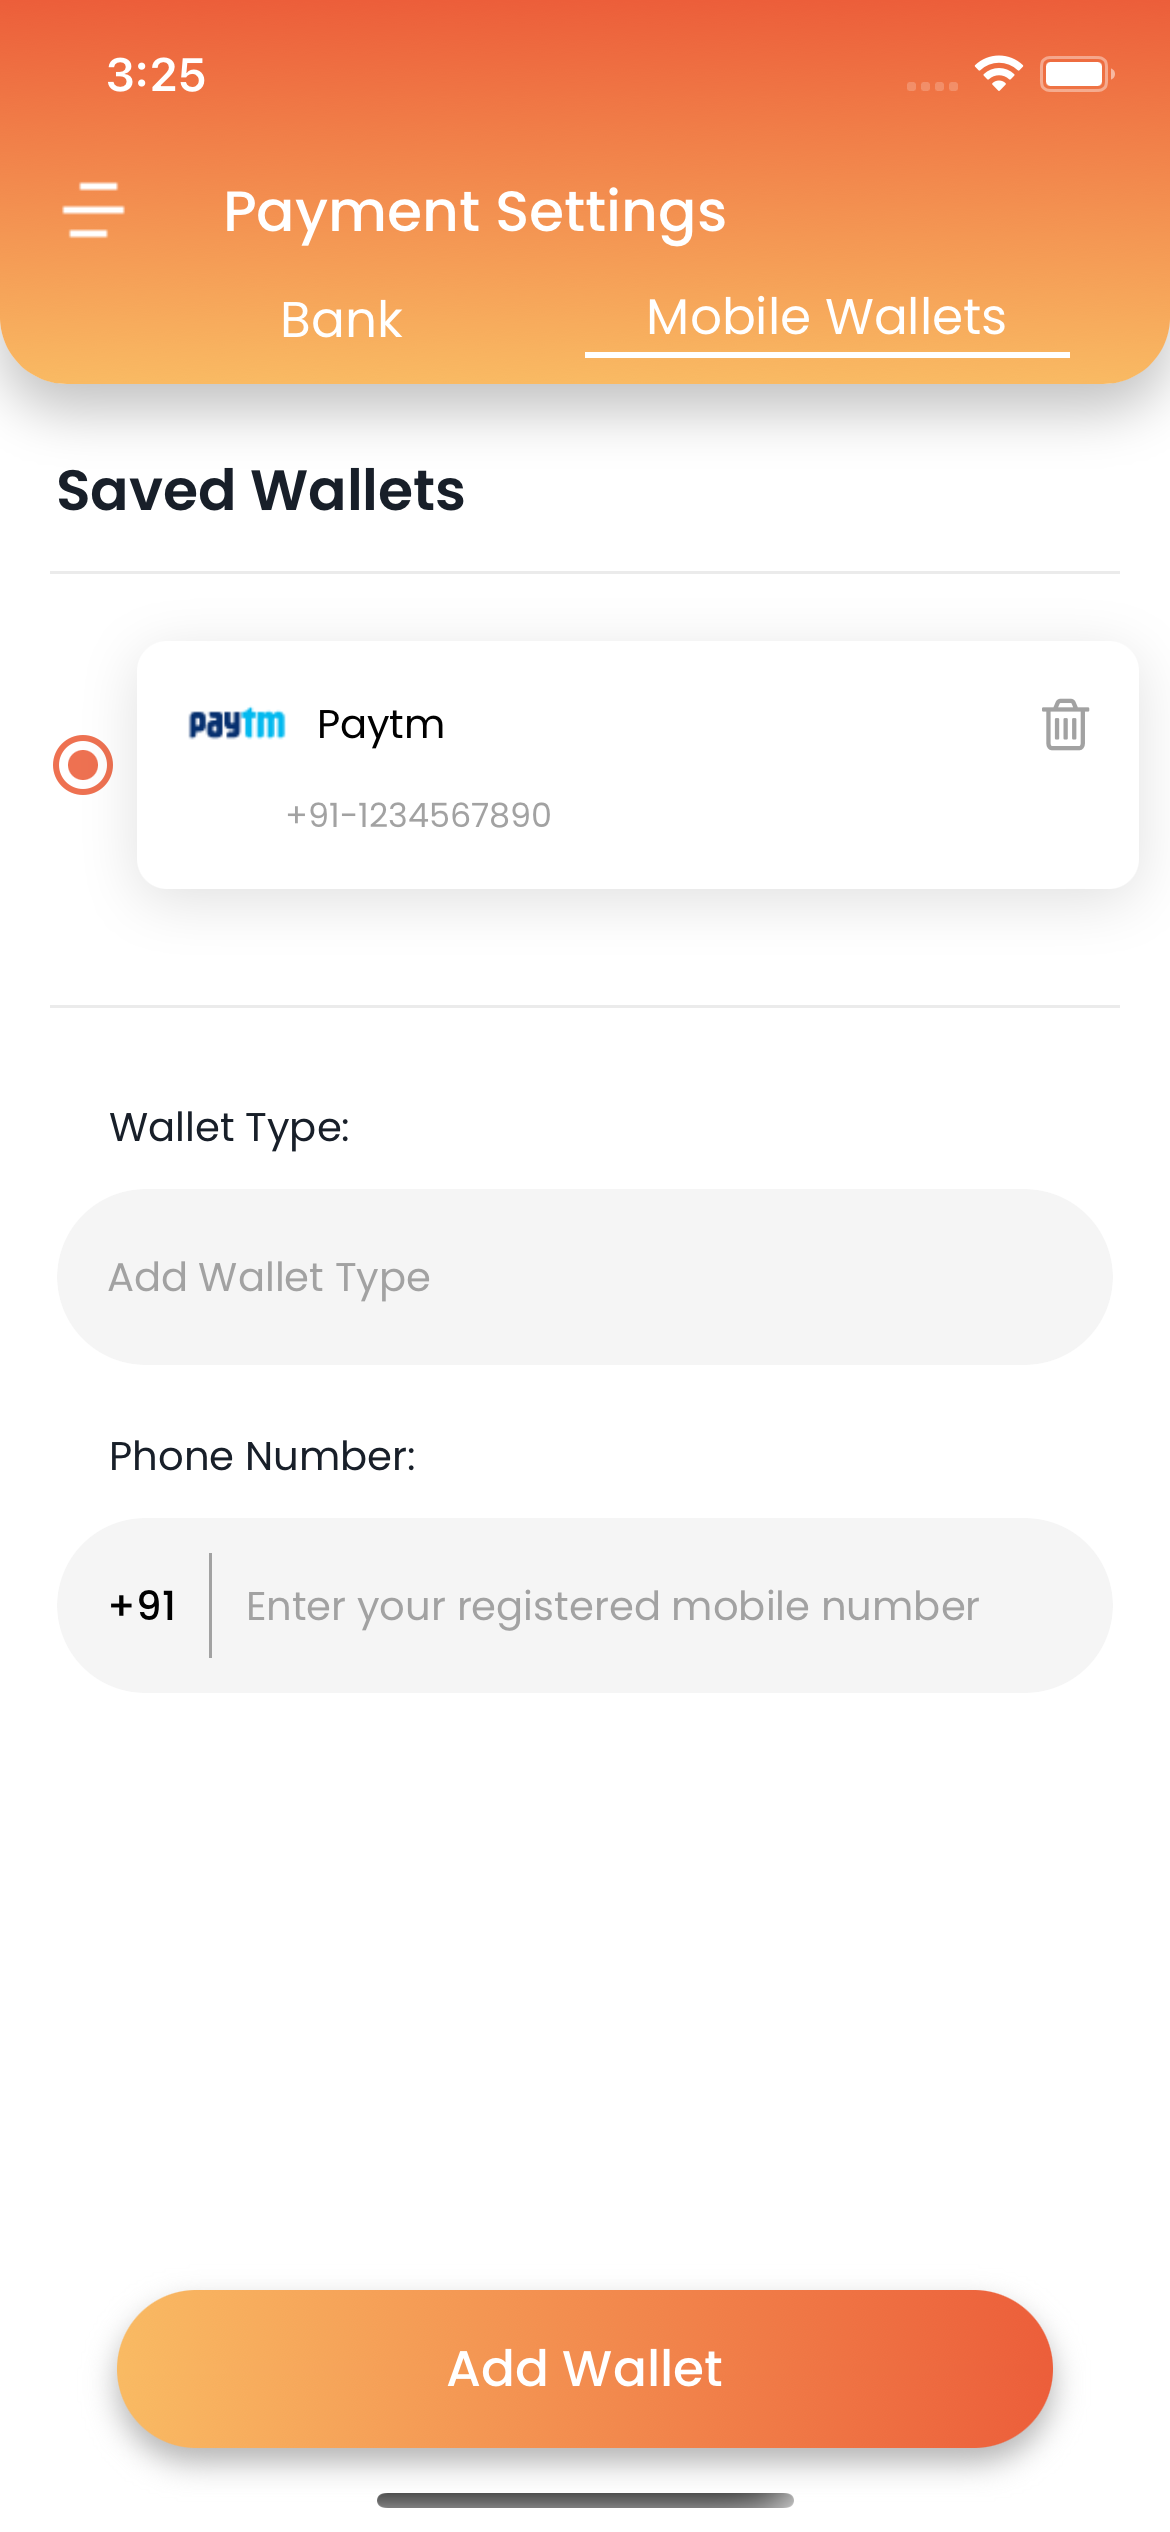 3:25
Payment Settings
Bank
Mobile Wallets
Saved Wallets
paytm Paytm
+91-1234567890
Wallet Type:
Add Wallet Type
Phone Number:
+91 Enter your registered mobile number
Add Wallet